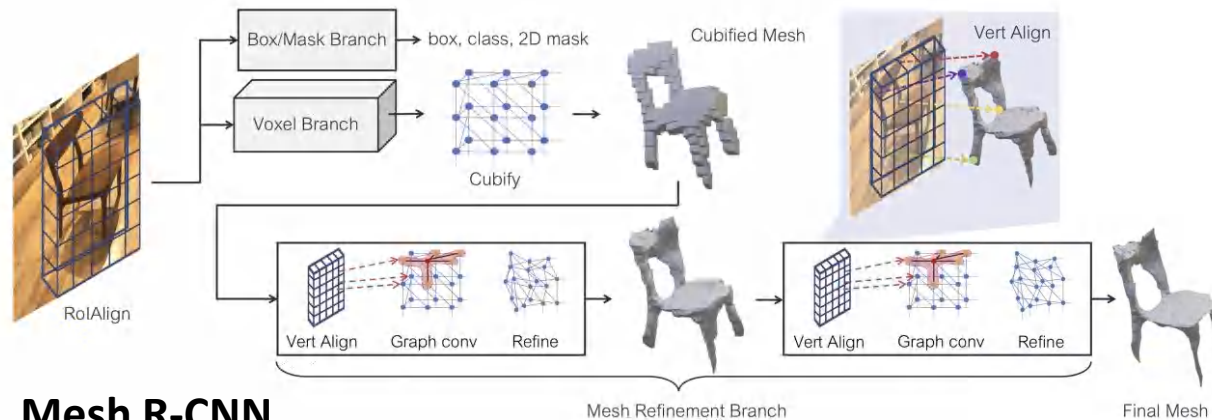 Box/Mask Branch
box, class, 2D mask
Cubified Mesh
Vert Align
Voxel Branch
Cubify
RoIAlign
Vert Align
Graph conv
Refine
Vert Align
Graph conv
Refine
Mesh Refinement Branch
Final Mesh
Mesh R-CNN